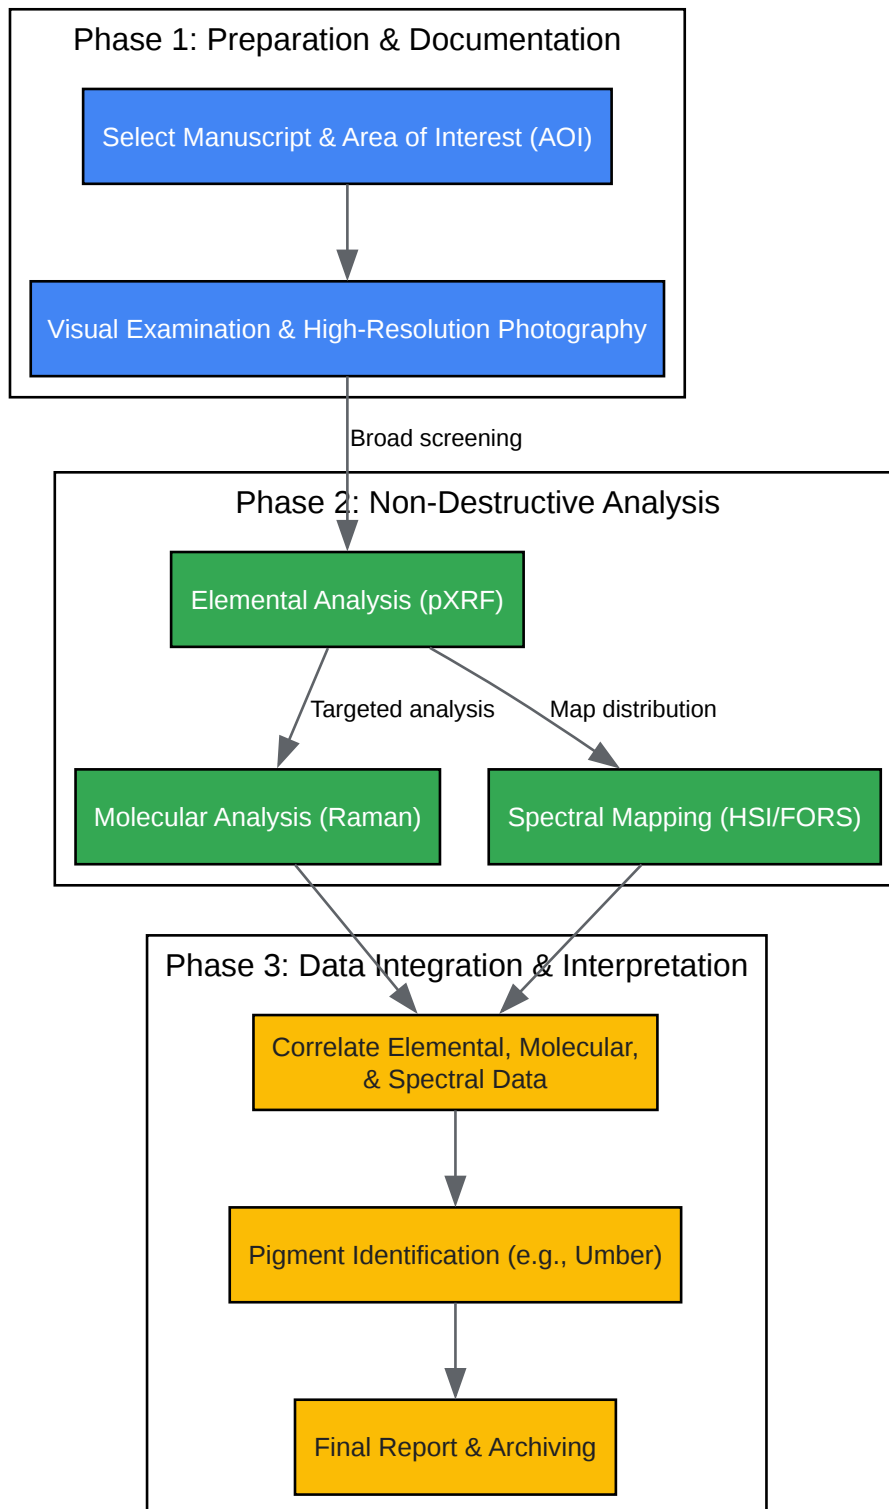 Phase 1: Preparation & Documentation
Select Manuscript & Area of Interest (AOI)
Visual Examination & High-Resolution Photography
Broad screening
Phase 2: Non-Destructive Analysis
Elemental Analysis (pXRF)
Targeted analysis
Map distribution
Molecular Analysis (Raman)
Spectral Mapping (HSI/FORS)
Phase 3: Data Integration & Interpretation
Correlate Elemental, Molecular,
& Spectral Data
Pigment Identification (e.g., Umber)
Final Report & Archiving